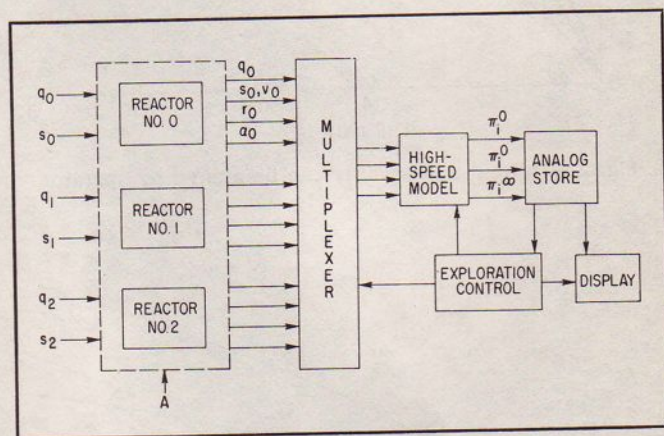 q0
s0
q1
s1
q2
s2
REACTOR
NO. 0
REACTOR
NO. 1
REACTOR
NO. 2
A
q0
s0, v0
r0
a0
MULTIPLEXER
HIGH-
SPEED
MODEL
πi0
πi0
πi∞
ANALOG
STORE
EXPLORATION
CONTROL
DISPLAY